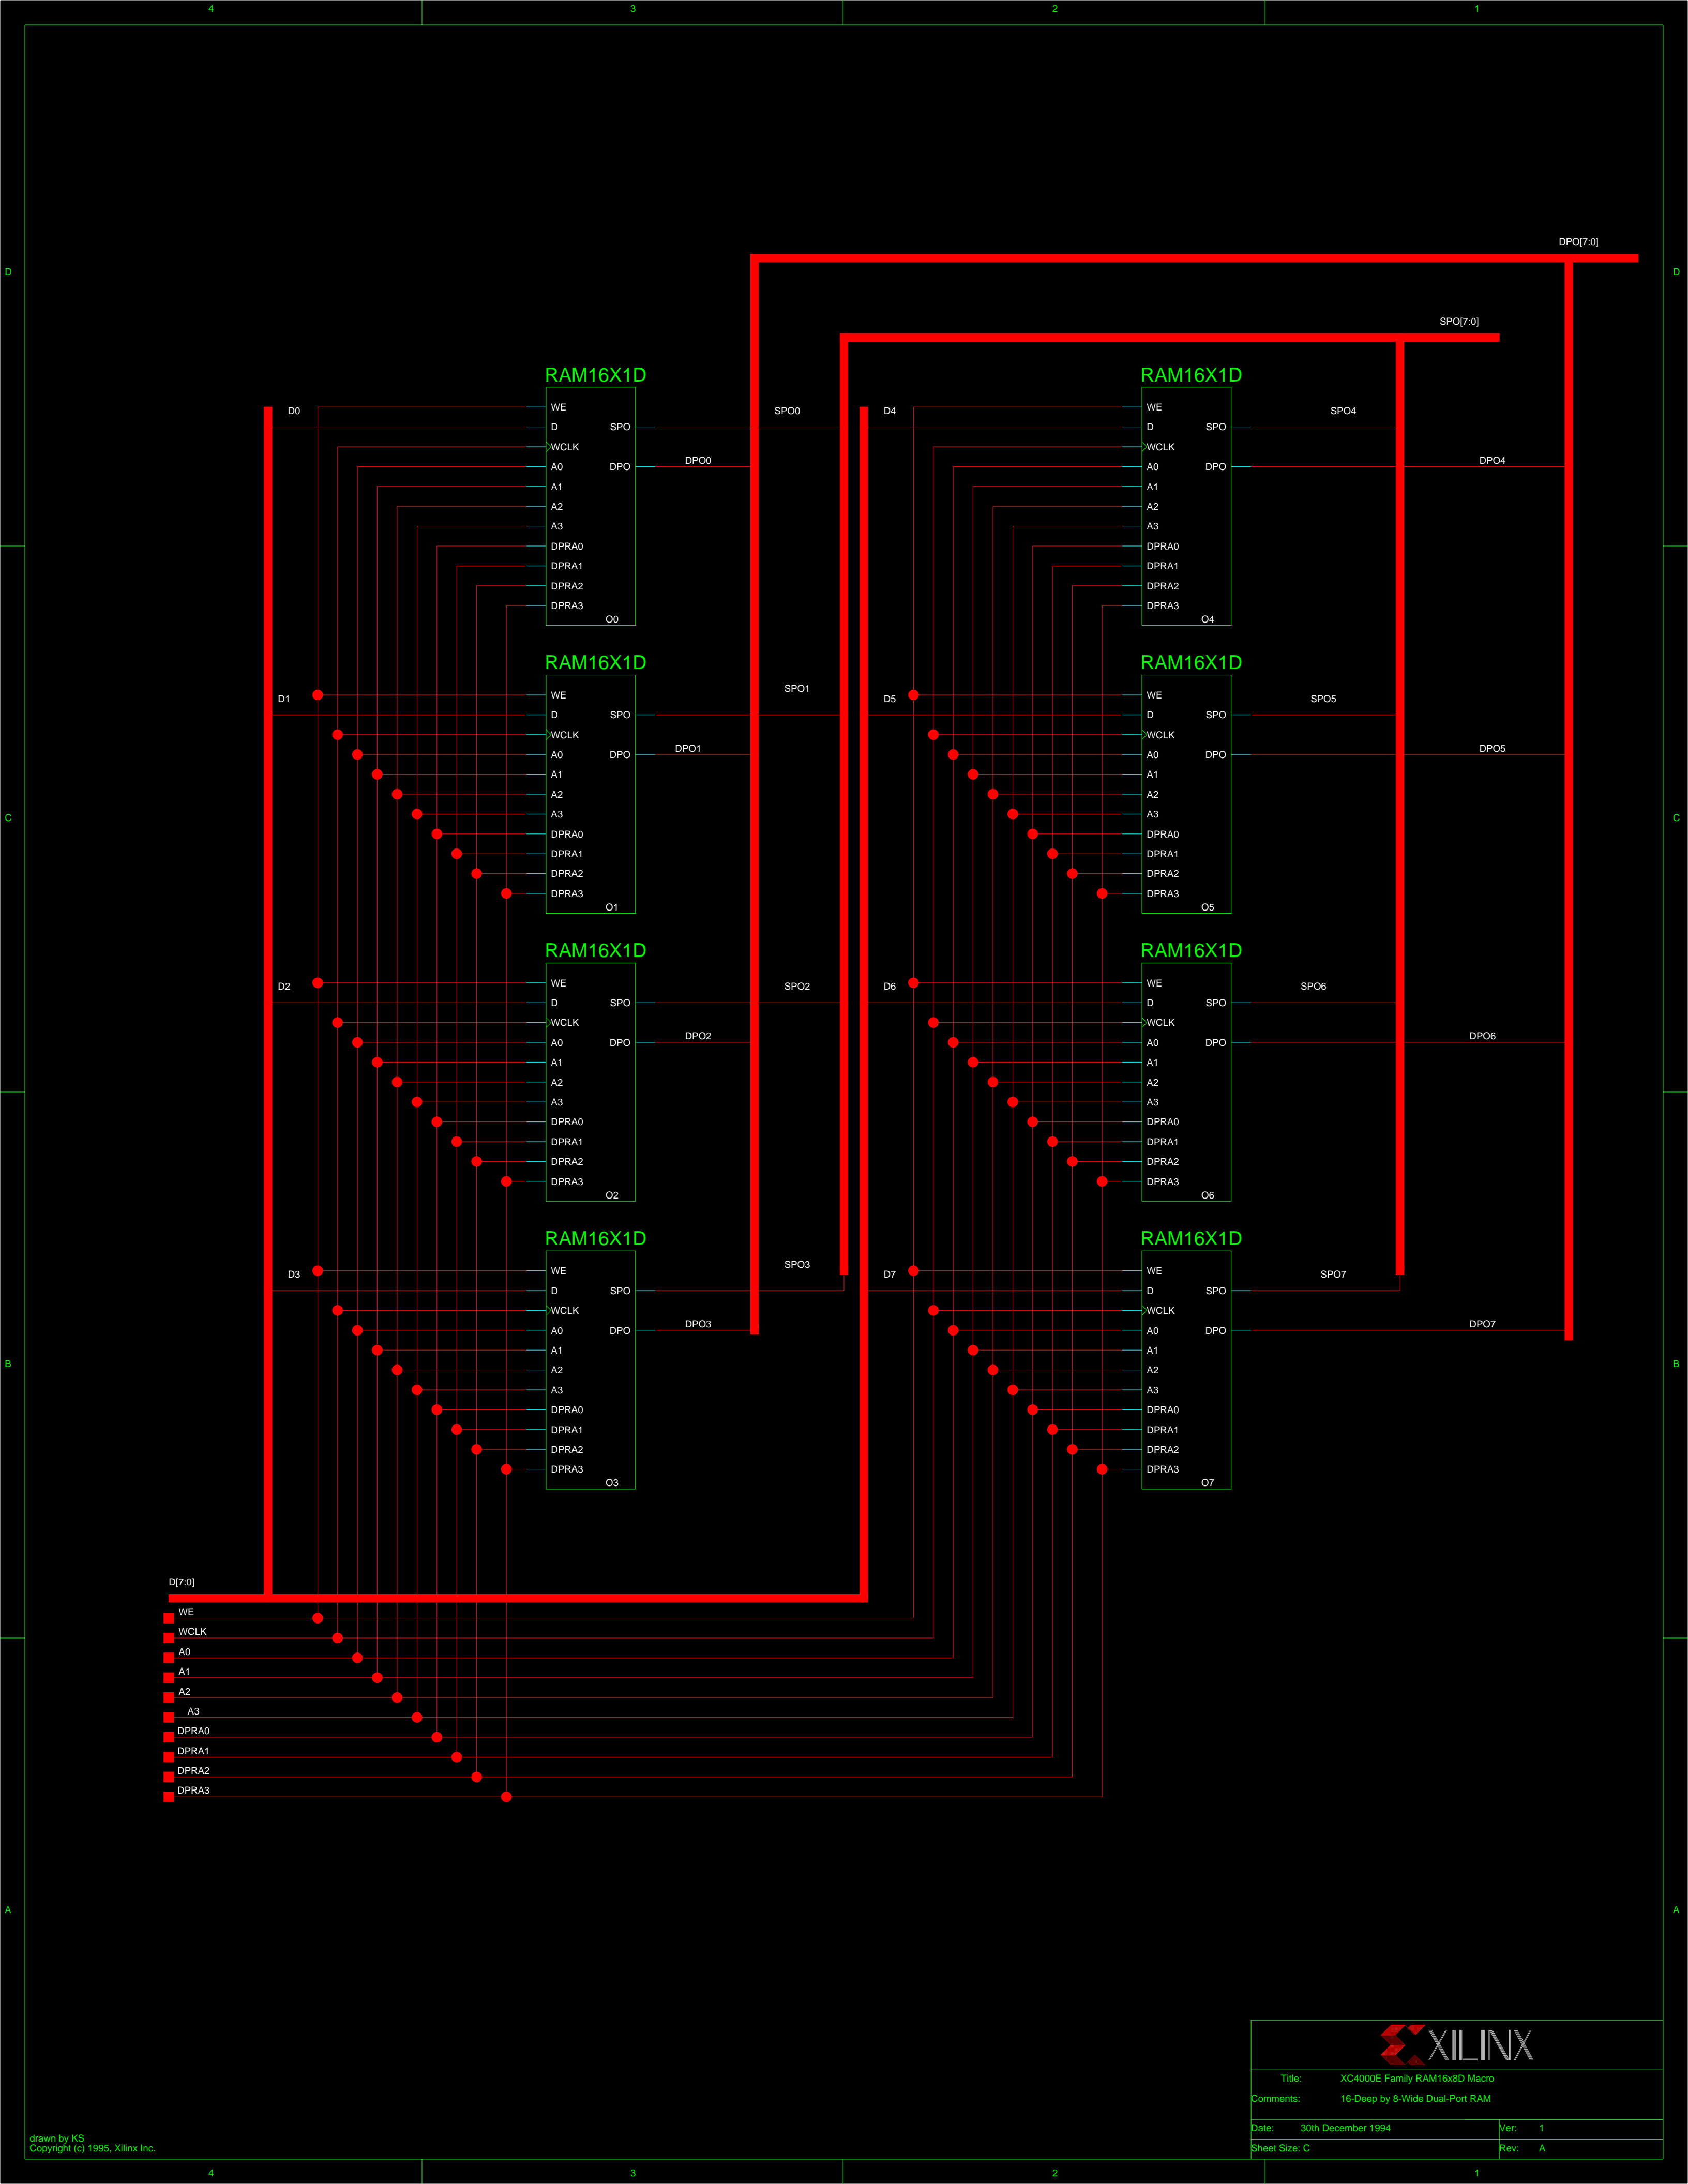 4 3 2 1
D D
DPO[7:0]
SPO[7:0]
RAM16X1D RAM16X1D
D0 WE SPO0 D4 WE SPO4
D SPO D SPO
WCLK WCLK
A0 DPO DPO0 A0 DPO DPO4
A1 A1
A2 A2
A3 A3
DPRA0 DPRA0
DPRA1 DPRA1
DPRA2 DPRA2
DPRA3 DPRA3
O0 O4
RAM16X1D RAM16X1D
D1 WE SPO1 D5 WE SPO5
D SPO D SPO
WCLK WCLK
A0 DPO DPO1 A0 DPO DPO5
A1 A1
A2 A2
C A3 A3 C
DPRA0 DPRA0
DPRA1 DPRA1
DPRA2 DPRA2
DPRA3 DPRA3
O1 O5
RAM16X1D RAM16X1D
D2 WE SPO2 D6 WE SPO6
D SPO D SPO
WCLK WCLK
A0 DPO DPO2 A0 DPO DPO6
A1 A1
A2 A2
A3 A3
DPRA0 DPRA0
DPRA1 DPRA1
DPRA2 DPRA2
DPRA3 DPRA3
O2 O6
RAM16X1D RAM16X1D
D3 WE SPO3 D7 WE SPO7
D SPO D SPO
WCLK WCLK
A0 DPO DPO3 A0 DPO DPO7
A1 A1
B A2 A2 B
A3 A3
DPRA0 DPRA0
DPRA1 DPRA1
DPRA2 DPRA2
DPRA3 DPRA3
O3 O7
D[7:0]
WE
WCLK
A0
A1
A2
A3
DPRA0
DPRA1
DPRA2
DPRA3
A A
XILINX
Title: XC4000E Family RAM16x8D Macro
Comments: 16-Deep by 8-Wide Dual-Port RAM
Date: 30th December 1994 Ver: 1
Sheet Size: C Rev: A
drawn by KS
Copyright (c) 1995, Xilinx Inc.
4 3 2 1